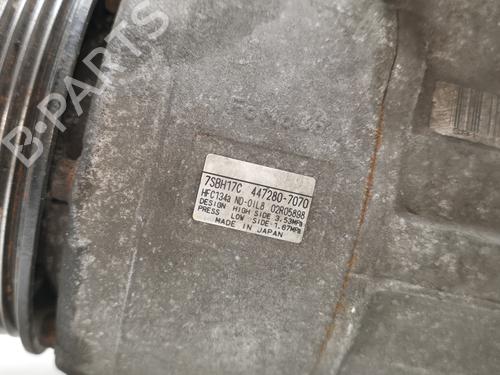 B-PARTS
7SBH17C 447280-7070
HFC134a ND-OIL8 02R05898
DESIGN HIGH SIDE 3.53MPa
PRESS LOW SIDE:1.67MPa
MADE IN JAPAN